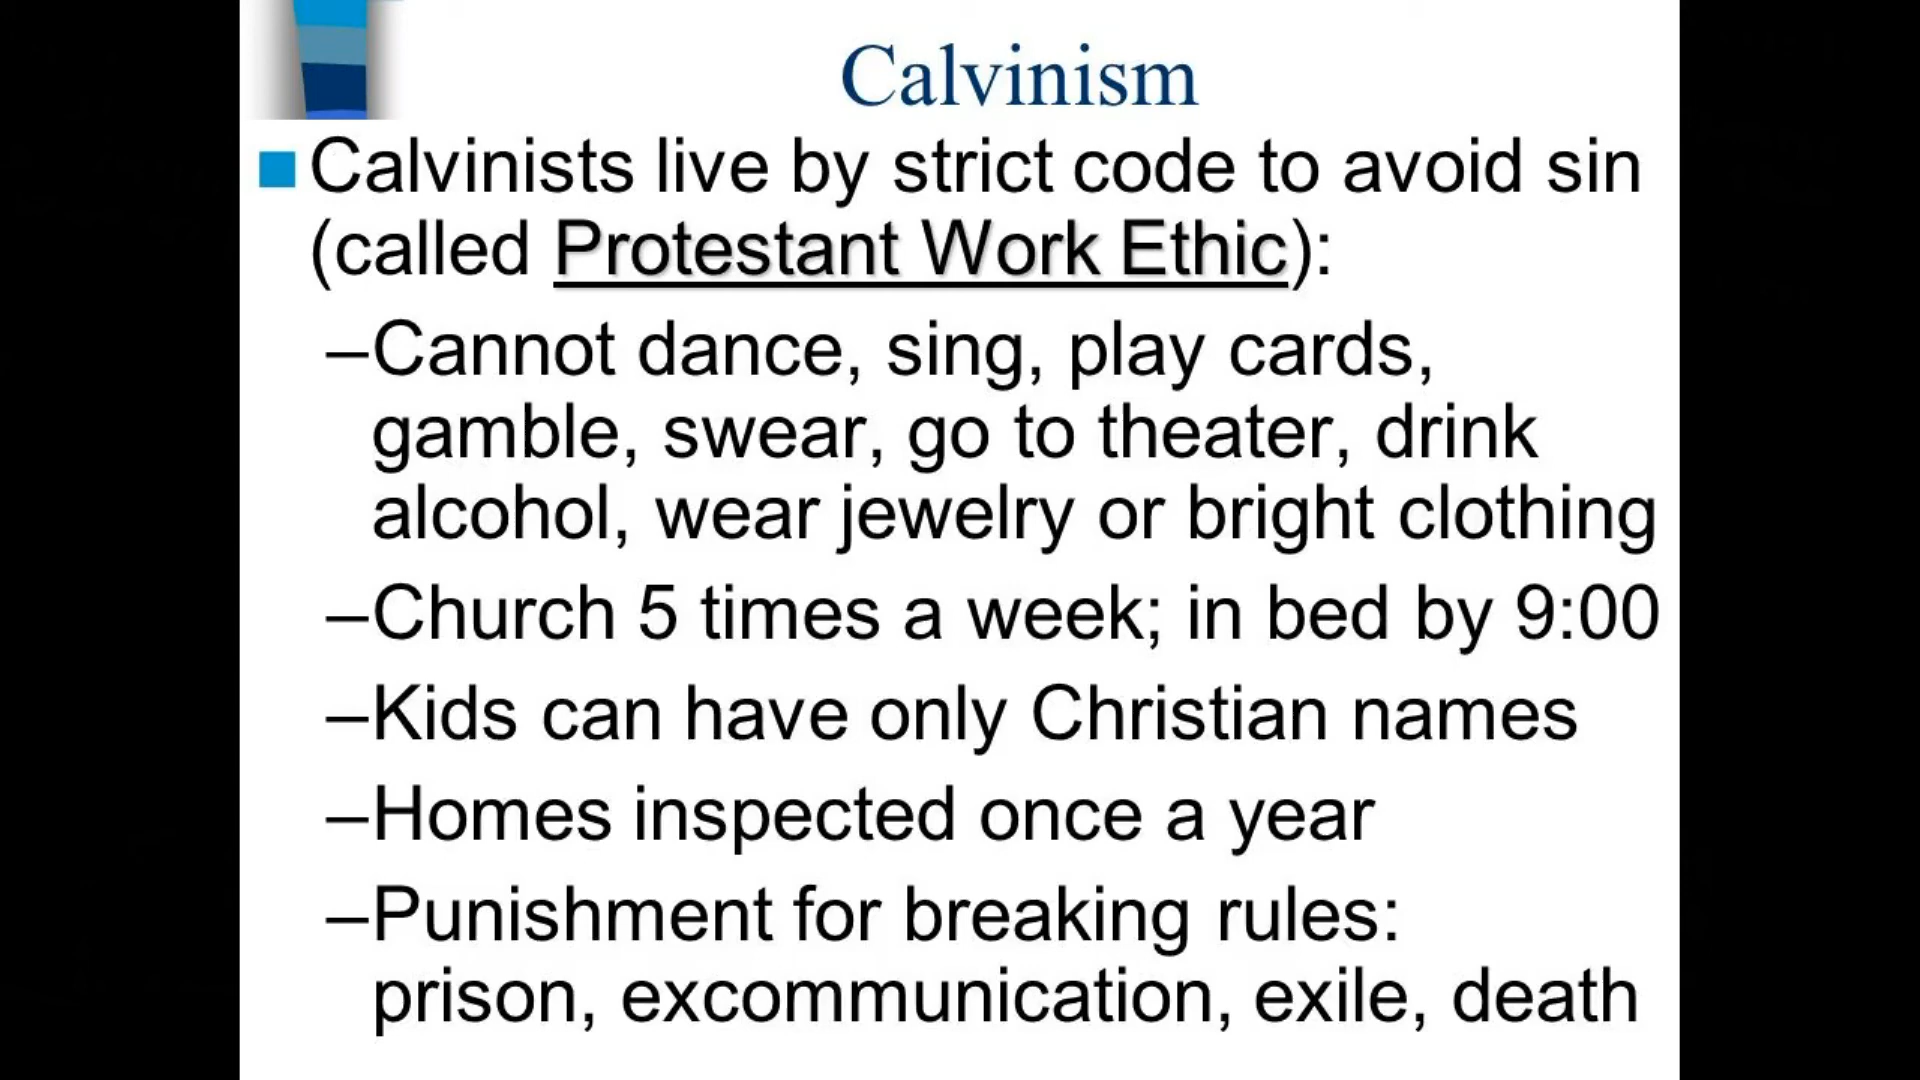 Calvinism
Calvinists live by strict code to avoid sin
(called Protestant Work Ethic):
–Cannot dance, sing, play cards,
gamble, swear, go to theater, drink
alcohol, wear jewelry or bright clothing
–Church 5 times a week; in bed by 9:00
–Kids can have only Christian names
–Homes inspected once a year
–Punishment for breaking rules:
prison, excommunication, exile, death